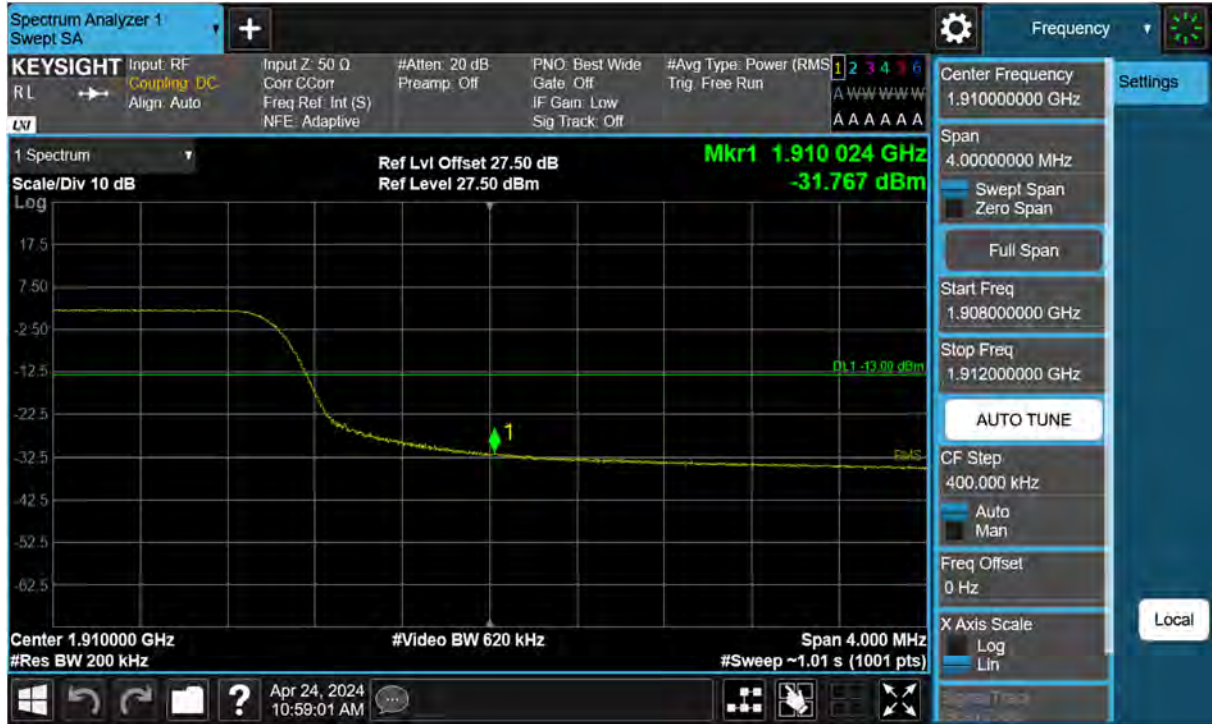 Spectrum Analyzer 1
Swept SA
+
Frequency
KEYSIGHT
RL
LXI
Input: RF
Coupling: DC
Align: Auto
Input Z: 50 Ω
Corr CCorr
Freq Ref: Int (S)
NFE: Adaptive
#Atten: 20 dB
Preamp: Off
PNO: Best Wide
Gate: Off
IF Gain: Low
Sig Track: Off
#Avg Type: Power (RMS
Trig: Free Run
1 2 3 4 5 6
A W W W W W
A A A A A A
1 Spectrum
Scale/Div 10 dB
Log
Ref Lvl Offset 27.50 dB
Ref Level 27.50 dBm
Mkr1 1.910 024 GHz
-31.767 dBm
17.5
7.50
-2.50
-12.5
-22.5
-32.5
-42.5
-52.5
-62.5
DL1 -13.00 dBm
1
RMS
Center 1.910000 GHz
#Video BW 620 kHz
Span 4.000 MHz
#Res BW 200 kHz
#Sweep ~1.01 s (1001 pts)
Center Frequency
1.910000000 GHz
Settings
Span
4.00000000 MHz
Swept Span
Zero Span
Full Span
Start Freq
1.908000000 GHz
Stop Freq
1.912000000 GHz
AUTO TUNE
CF Step
400.000 kHz
Auto
Man
Freq Offset
0 Hz
X Axis Scale
Log
Lin
Local
Signal Track
?
Apr 24, 2024
10:59:01 AM